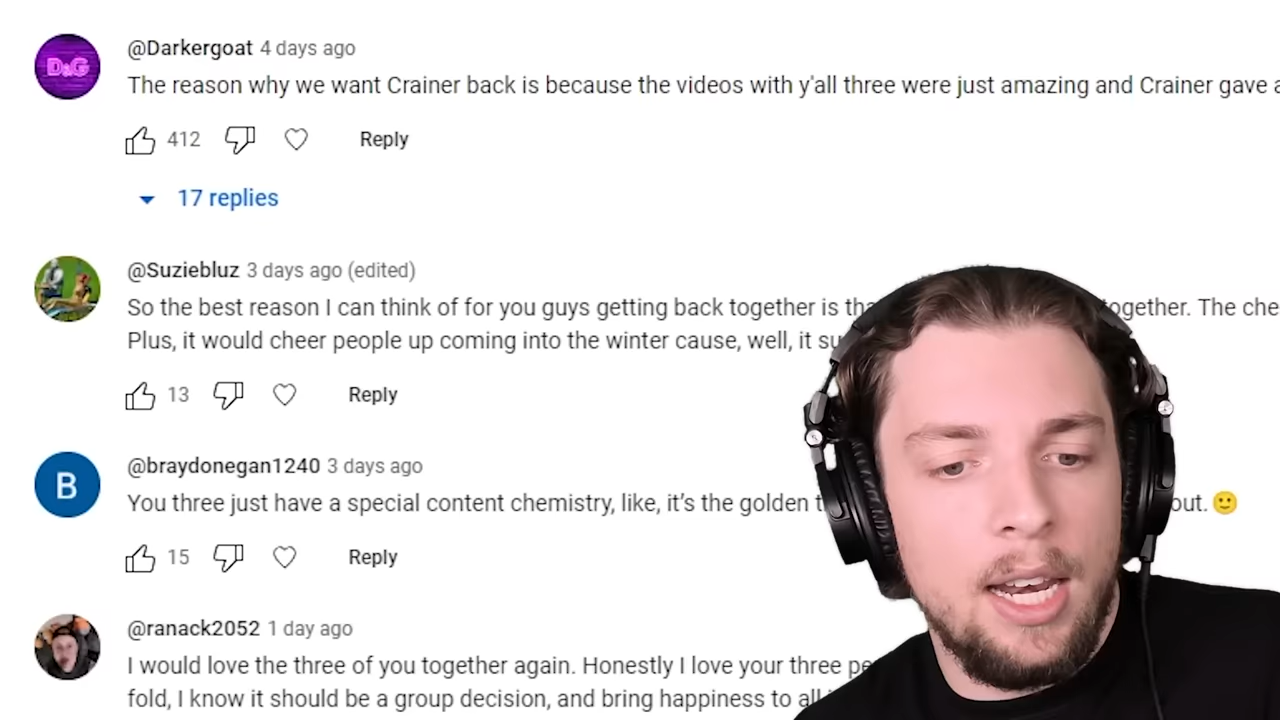 D&G
@Darkergoat 4 days ago
The reason why we want Crainer back is because the videos with y'all three were just amazing and Crainer gave
412 Reply
17 replies
@Suziebluz 3 days ago (edited)
So the best reason I can think of for you guys getting back together is together. The
Plus, it would cheer people up coming into the winter cause, well, it
13 Reply
B
@braydonegan1240 3 days ago
You three just have a special content chemistry, like, it's the golden out. 🙂
15 Reply
@ranack2052 1 day ago
I would love the three of you together again. Honestly I love your three
fold, I know it should be a group decision, and bring happiness to all